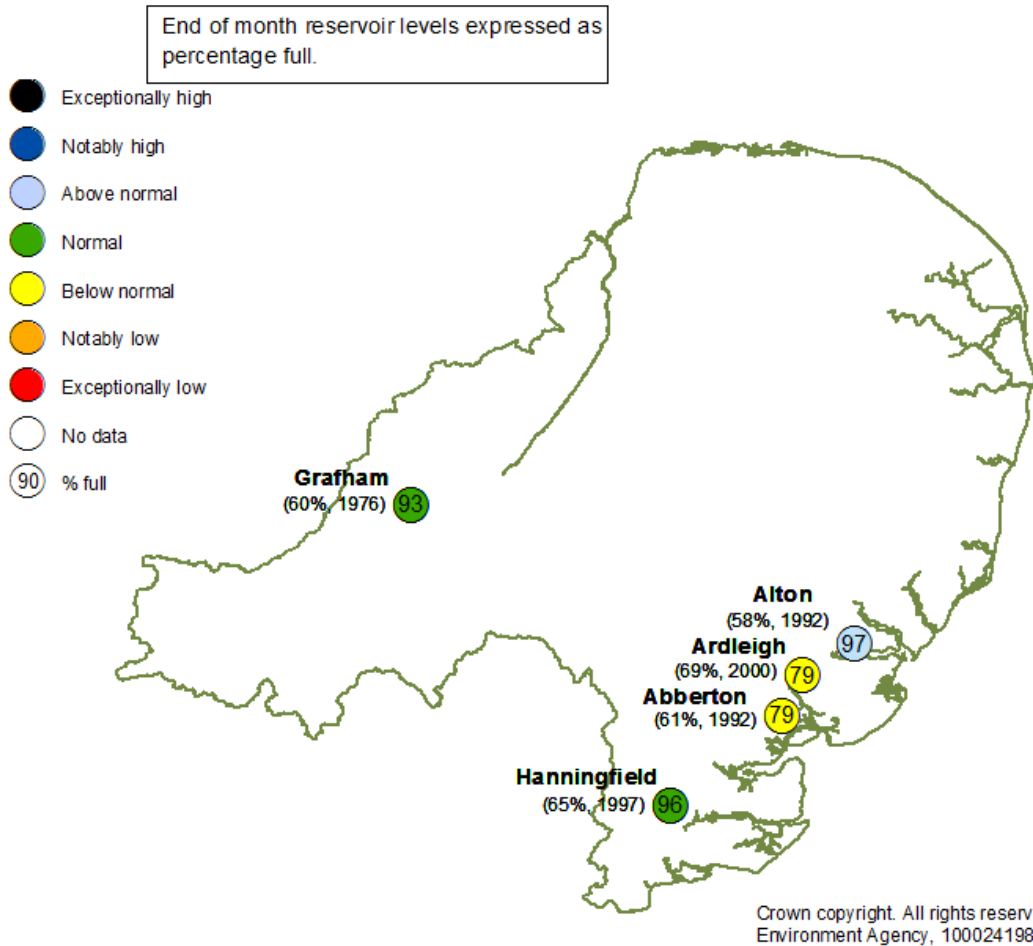 End of month reservoir levels expressed as
percentage full.
Exceptionally high
Notably high
Above normal
Normal
Below normal
Notably low
Exceptionally low
No data
90 % full
Grafham
(60%, 1976) 93
Alton
(58%, 1992)
97
Ardleigh
(69%, 2000) 79
Abberton
(61%, 1992) 79
Hanningfield
(65%, 1997) 96
Crown copyright. All rights reserv
Environment Agency, 100024198